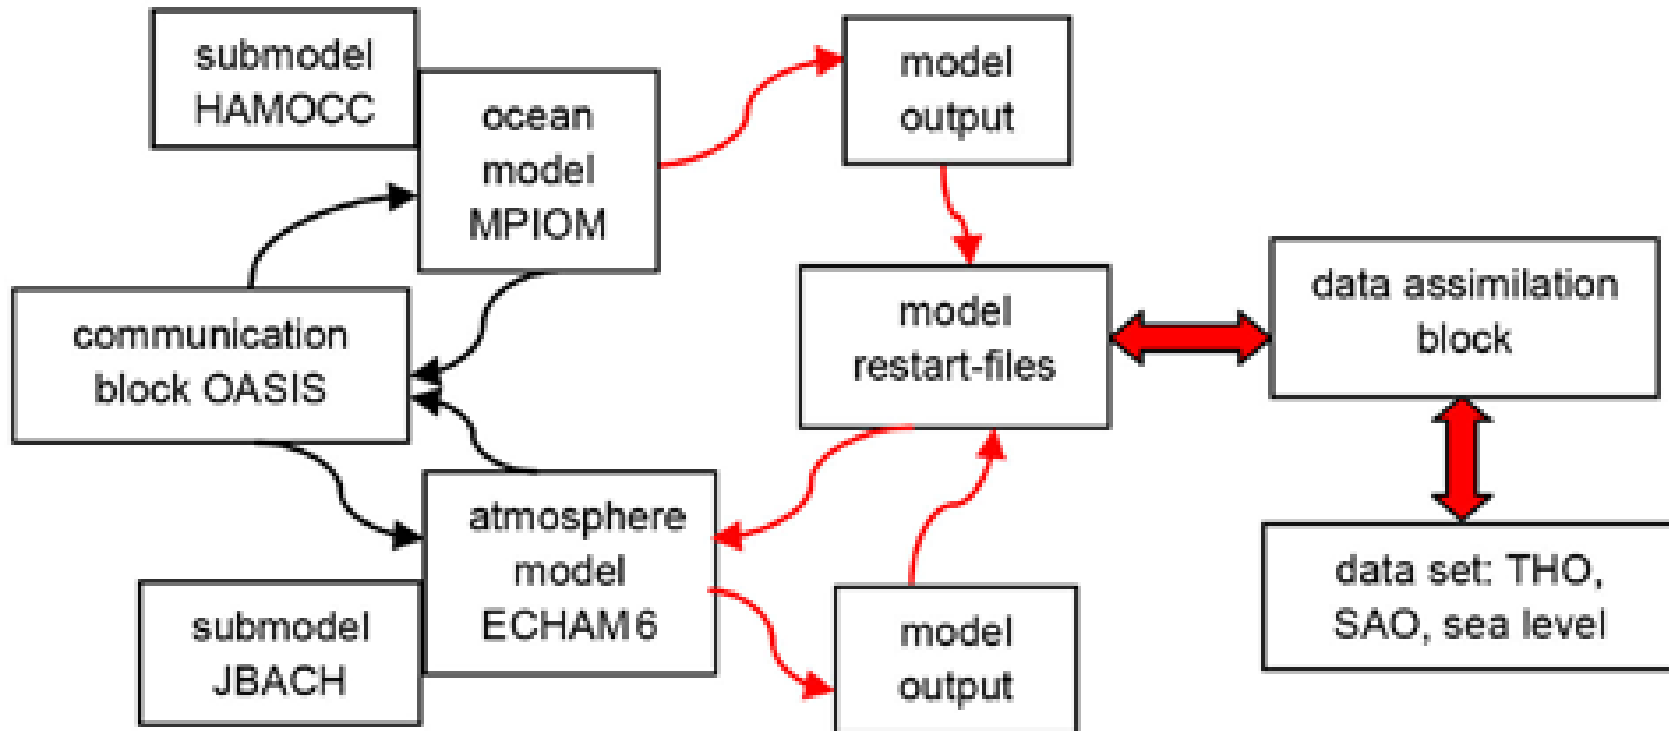 submodel
HAMOCC
ocean
model
MPIOM
model
output
communication
block OASIS
model
restart-files
data assimilation
block
atmosphere
model
ECHAM6
submodel
JBACH
model
output
data set: THO,
SAO, sea level